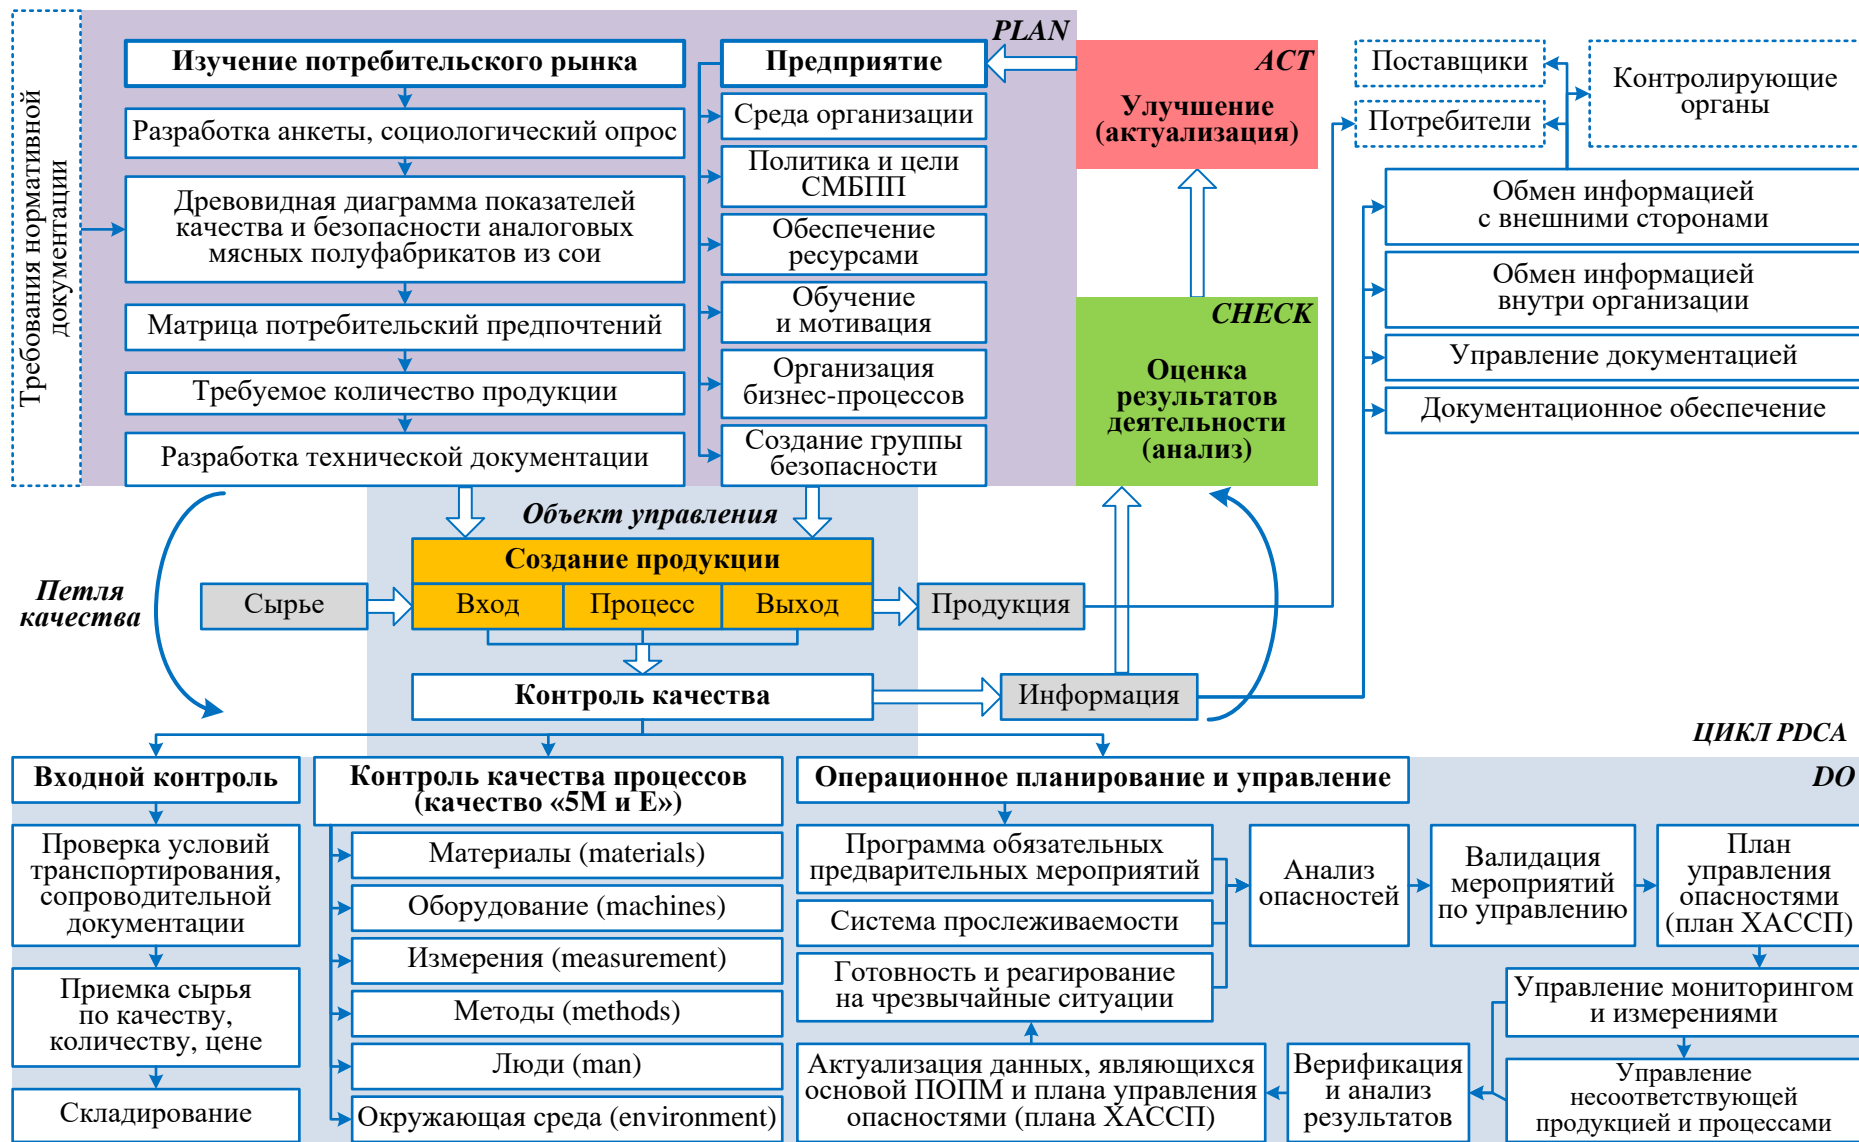 Требования нормативной
документации
PLAN
Изучение потребительского рынка
Разработка анкеты, социологический опрос
Древовидная диаграмма показателей
качества и безопасности аналоговых
мясных полуфабрикатов из сои
Матрица потребительский предпочтений
Требуемое количество продукции
Разработка технической документации
Предприятие
Среда организации
Политика и цели
СМБПП
Обеспечение
ресурсами
Обучение
и мотивация
Организация
бизнес-процессов
Создание группы
безопасности
ACT
Улучшение
(актуализация)
CHECK
Оценка
результатов
деятельности
(анализ)
Поставщики
Потребители
Контролирующие
органы
Обмен информацией
с внешними сторонами
Обмен информацией
внутри организации
Управление документацией
Документационное обеспечение
Объект управления
Создание продукции
Сырье
Вход
Процесс
Выход
Продукция
Петля
качества
Контроль качества
Информация
ЦИКЛ PDCA
DO
Входной контроль
Проверка условий
транспортирования,
сопроводительной
документации
Приемка сырья
по качеству,
количеству, цене
Складирование
Контроль качества процессов
(качество «5М и Е»)
Материалы (materials)
Оборудование (machines)
Измерения (measurement)
Методы (methods)
Люди (man)
Окружающая среда (environment)
Операционное планирование и управление
Программа обязательных
предварительных мероприятий
Система прослеживаемости
Готовность и реагирование
на чрезвычайные ситуации
Анализ
опасностей
Валидация
мероприятий
по управлению
План
управления
опасностями
(план ХАССП)
Управление мониторингом
и измерениями
Управление
несоответствующей
продукцией и процессами
Верификация
и анализ
результатов
Актуализация данных, являющихся
основой ПОПМ и плана управления
опасностями (плана ХАССП)